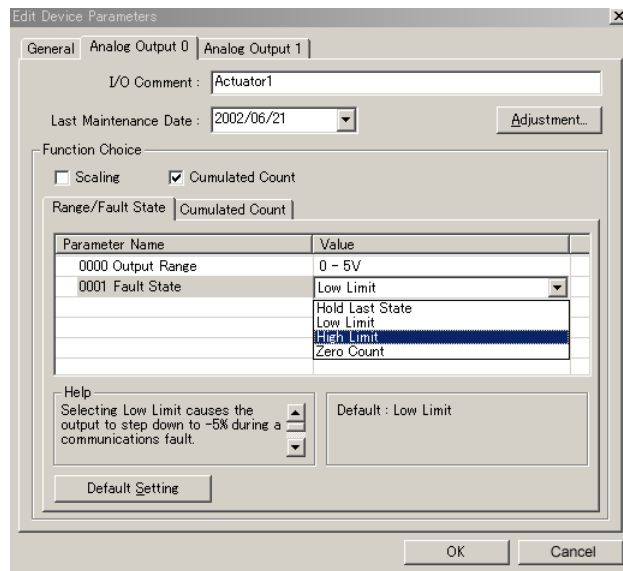 Edit Device Parameters
General Analog Output 0 Analog Output 1
I/O Comment : Actuator1
Last Maintenance Date : 2002/06/21 Adjustment...
Function Choice
Scaling Cumulated Count
Range/Fault State Cumulated Count
Parameter Name Value
0000 Output Range 0 - 5V
0001 Fault State Low Limit
Hold Last State
Low Limit
High Limit
Zero Count
Help
Selecting Low Limit causes the
output to step down to -5% during a
communications fault.
Default : Low Limit
Default Setting
OK Cancel